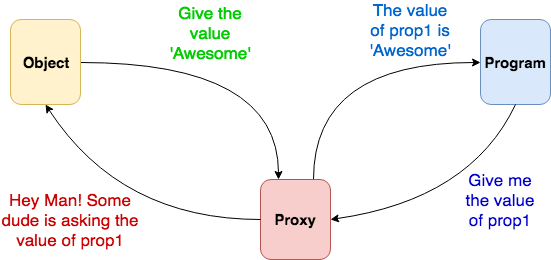 Give the
value
'Awesome'
The value
of prop1 is
'Awesome'
Object
Program
Hey Man! Some
dude is asking the
value of prop1
Proxy
Give me
the value
of prop1